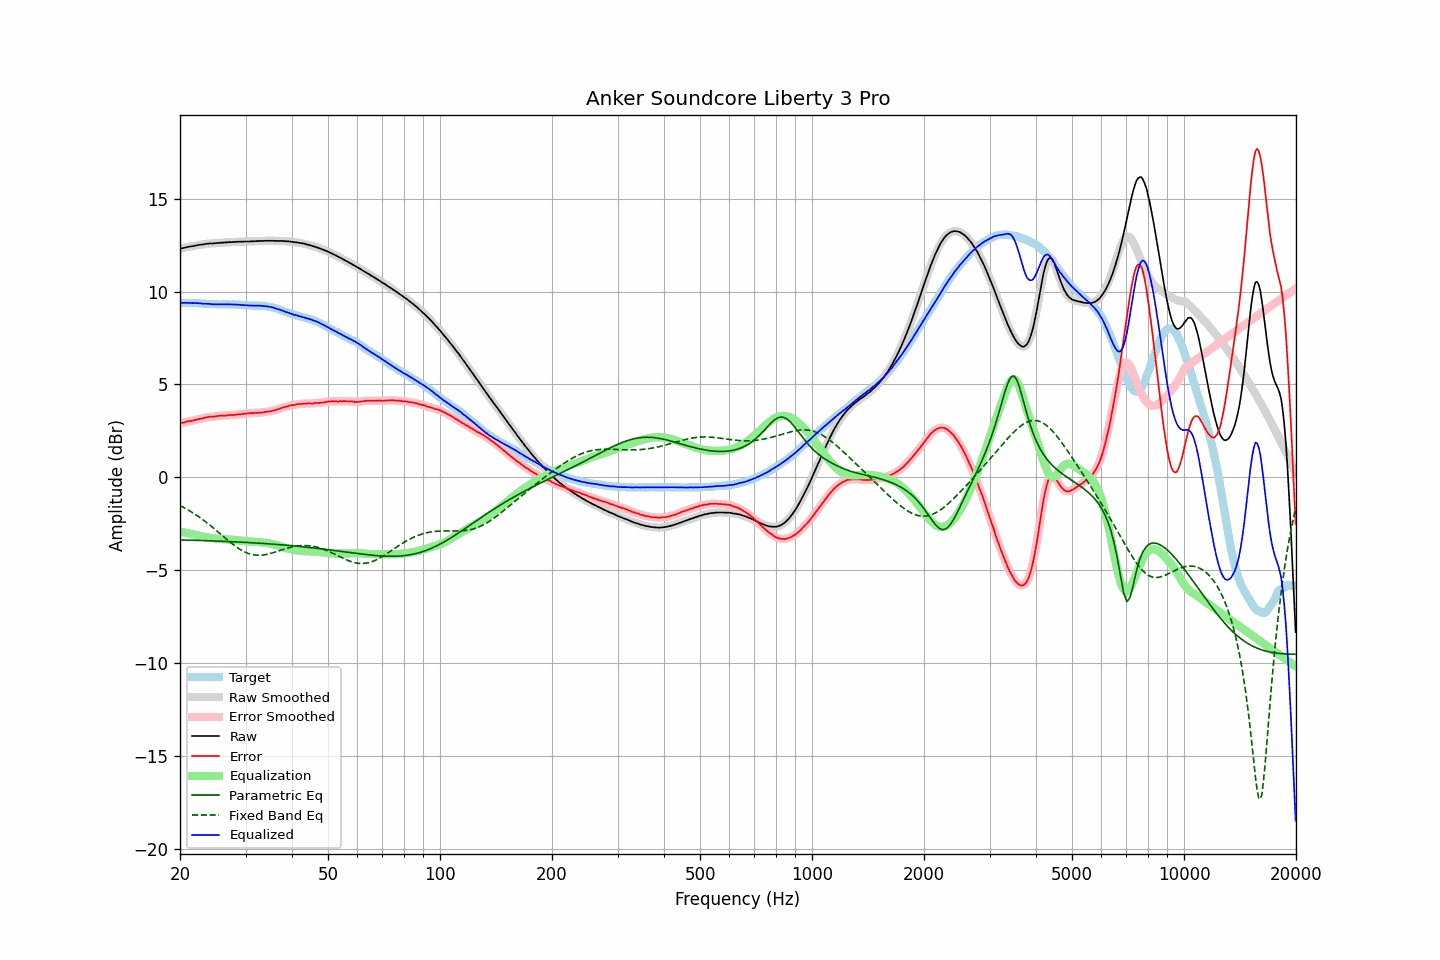 Anker Soundcore Liberty 3 Pro
Amplitude (dBr)
15
10
5
0
−5
−10
−15
−20
Target
Raw Smoothed
Error Smoothed
Raw
Error
Equalization
Parametric Eq
Fixed Band Eq
Equalized
20 50 100 200 500 1000 2000 5000 10000 20000
Frequency (Hz)